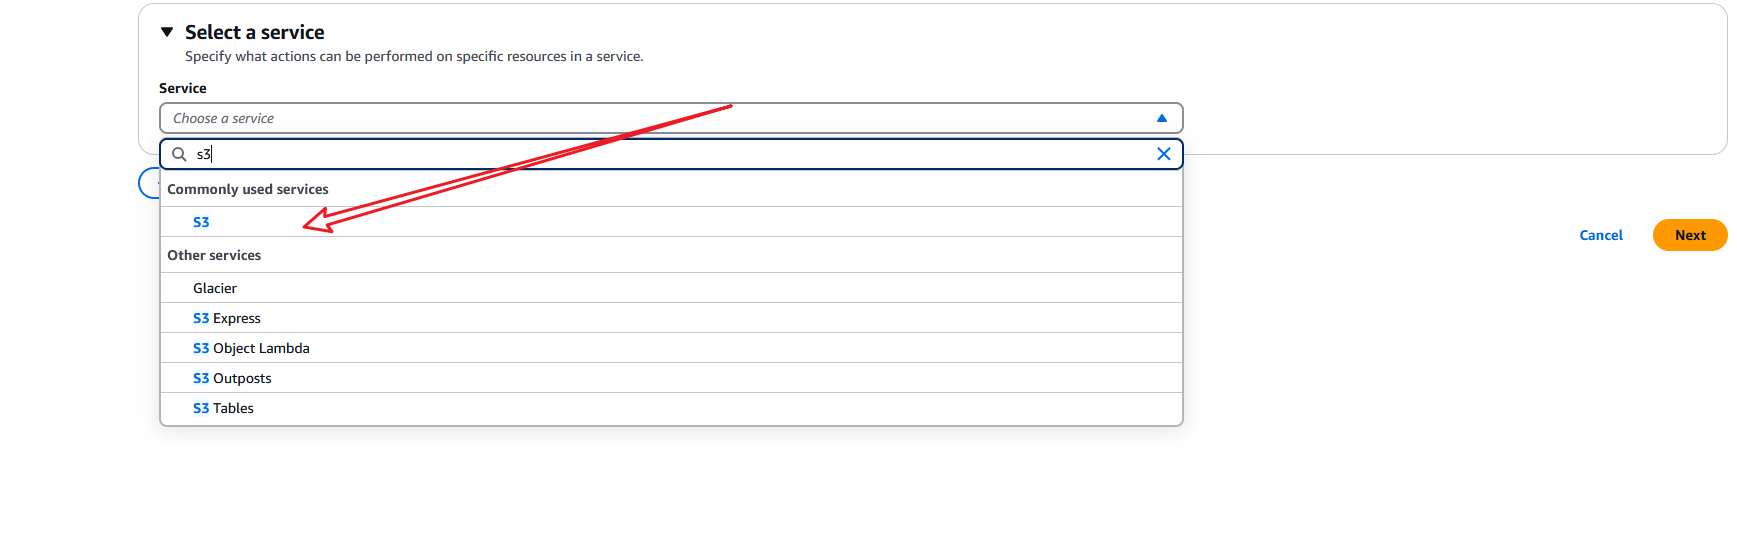 Select a service
Specify what actions can be performed on specific resources in a service.
Service
Choose a service
s3
Commonly used services
S3
Other services
Glacier
S3 Express
S3 Object Lambda
S3 Outposts
S3 Tables
Cancel
Next